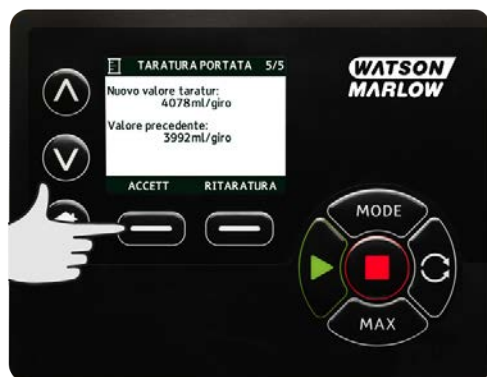 TARATURA PORTATA 5/5
Nuovo valore taratur:
4078ml/giro
Valore precedente:
3992ml/giro
ACCETT RITARATURA
WATSON
MARLOW
MODE
MAX